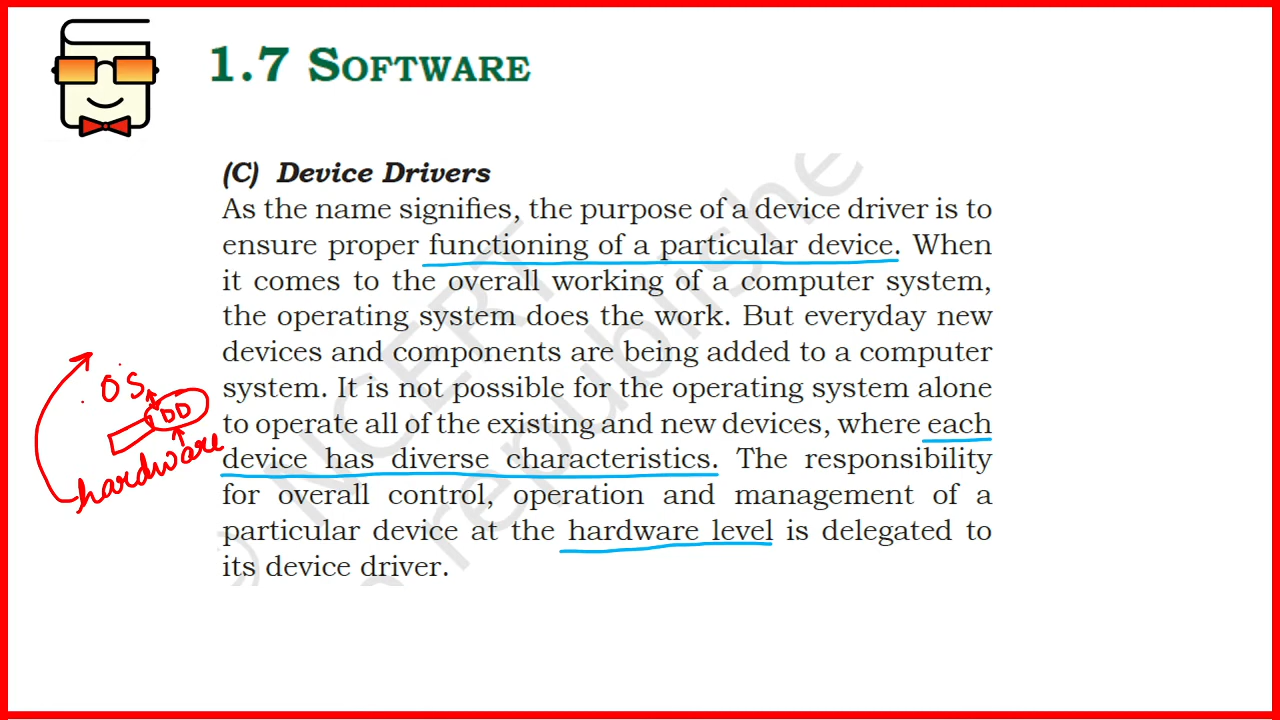 1.7 SOFTWARE
(C) Device Drivers
As the name signifies, the purpose of a device driver is to
ensure proper functioning of a particular device. When
it comes to the overall working of a computer system,
the operating system does the work. But everyday new
devices and components are being added to a computer
system. It is not possible for the operating system alone
to operate all of the existing and new devices, where each
device has diverse characteristics. The responsibility
for overall control, operation and management of a
particular device at the hardware level is delegated to
its device driver.
OS
DD
hardware
© NCERT
republishe